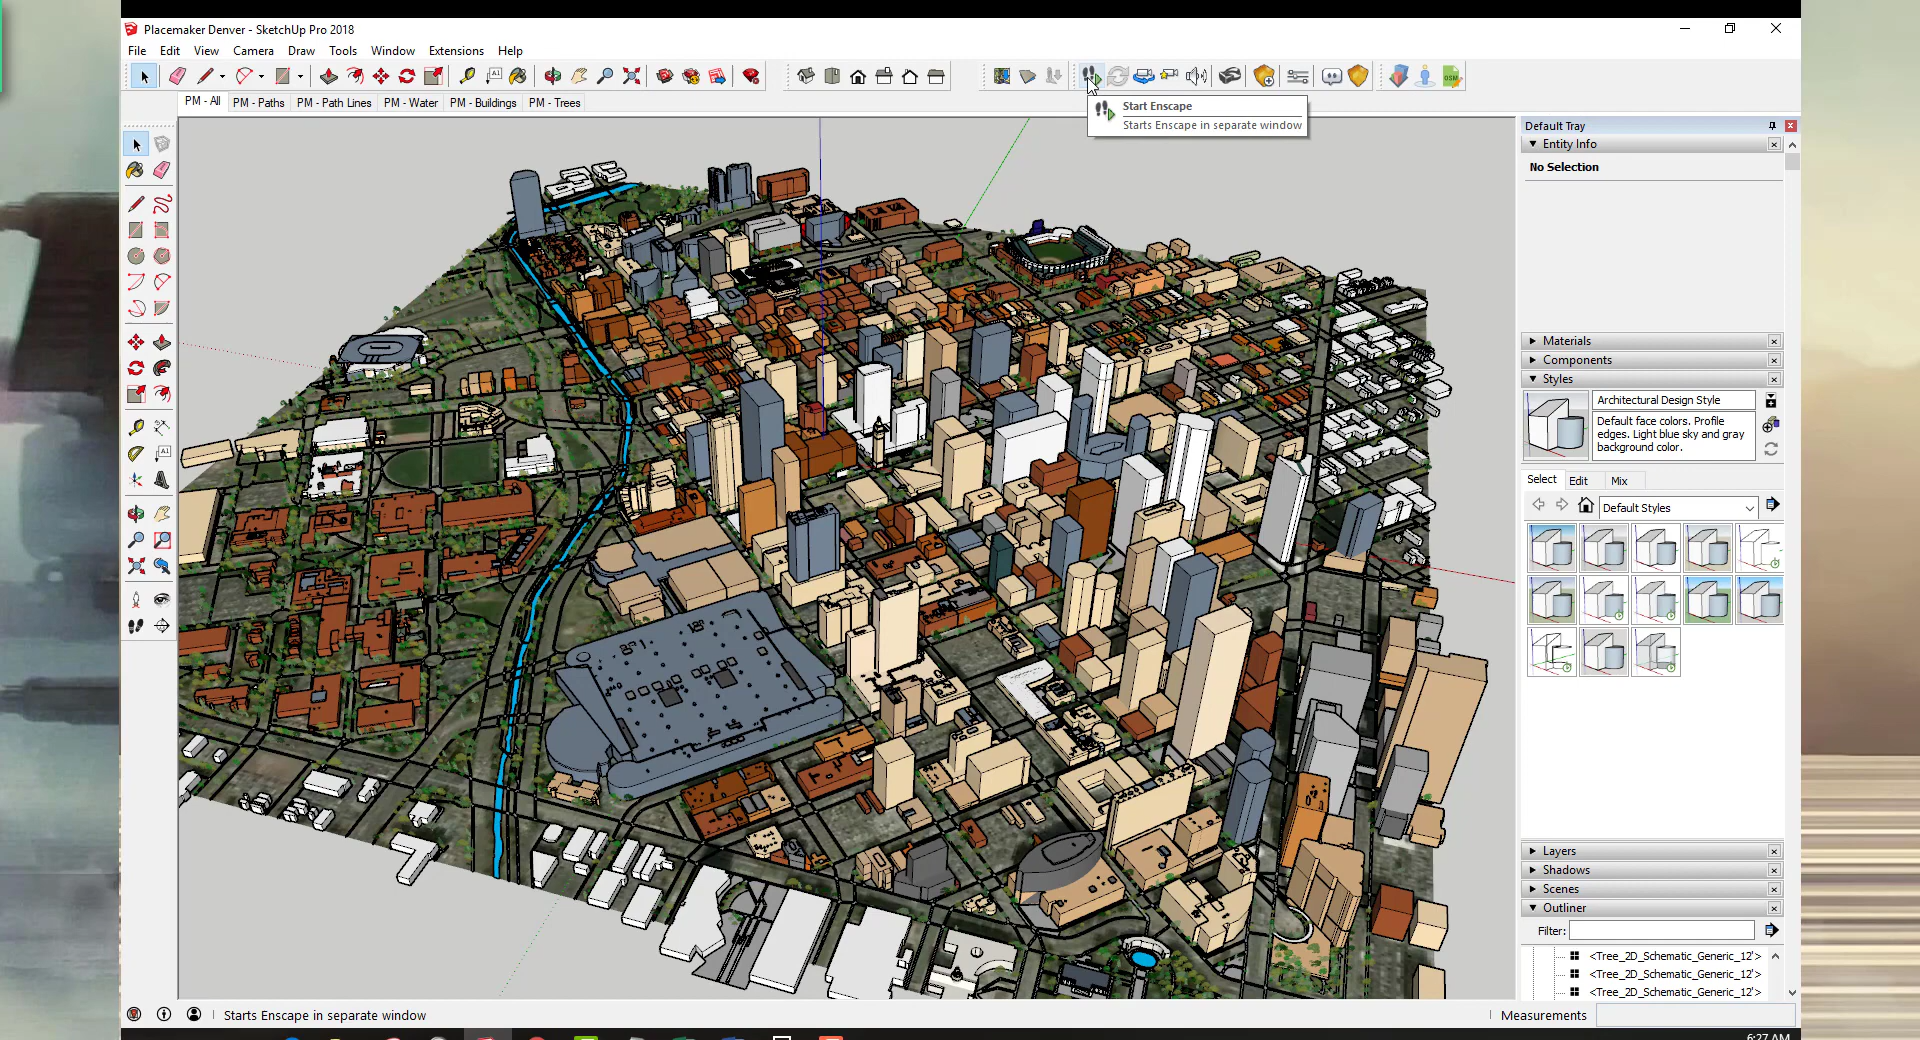 Placemaker Denver - SketchUp Pro 2018
File Edit View Camera Draw Tools Window Extensions Help
PM - All PM - Paths PM - Path Lines PM - Water PM - Buildings PM - Trees
Start Enscape
Starts Enscape in separate window
Default Tray
Entity Info
No Selection
Materials
Components
Styles
Architectural Design Style
Default face colors. Profile
edges. Light blue sky and gray
background color.
Select Edit Mix
Default Styles
Layers
Shadows
Scenes
Outliner
Filter:
<Tree_2D_Schematic_Generic_12'>
<Tree_2D_Schematic_Generic_12'>
<Tree_2D_Schematic_Generic_12'>
Starts Enscape in separate window
Measurements
6:27 AM